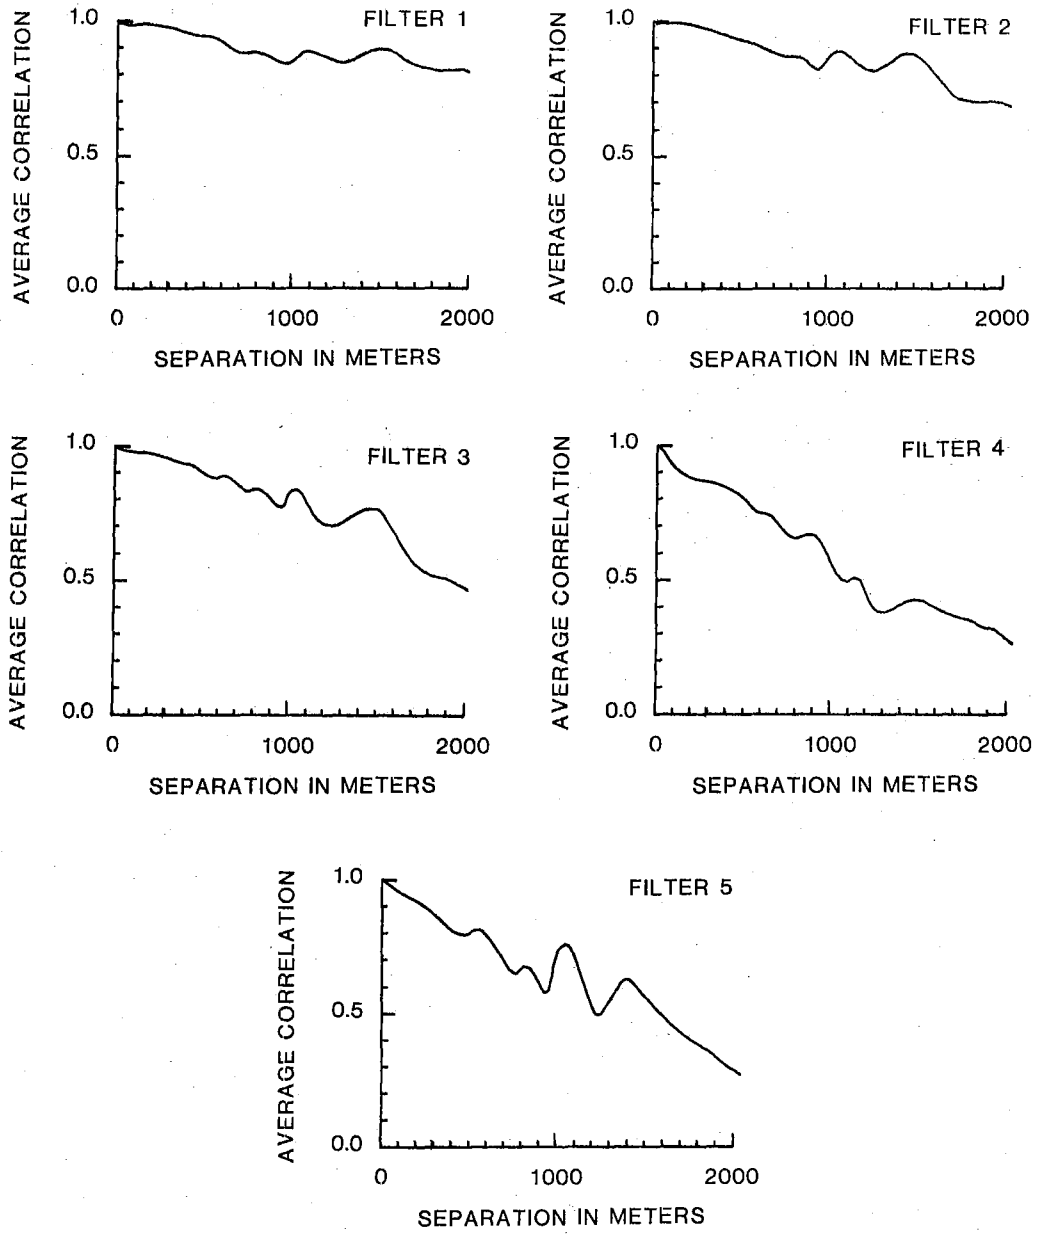 FILTER 1
AVERAGE CORRELATION
1.0
0.5
0.0
0 1000 2000
SEPARATION IN METERS
FILTER 2
AVERAGE CORRELATION
1.0
0.5
0.0
0 1000 2000
SEPARATION IN METERS
FILTER 3
AVERAGE CORRELATION
1.0
0.5
0.0
0 1000 2000
SEPARATION IN METERS
FILTER 4
AVERAGE CORRELATION
1.0
0.5
0.0
0 1000 2000
SEPARATION IN METERS
FILTER 5
AVERAGE CORRELATION
1.0
0.5
0.0
0 1000 2000
SEPARATION IN METERS